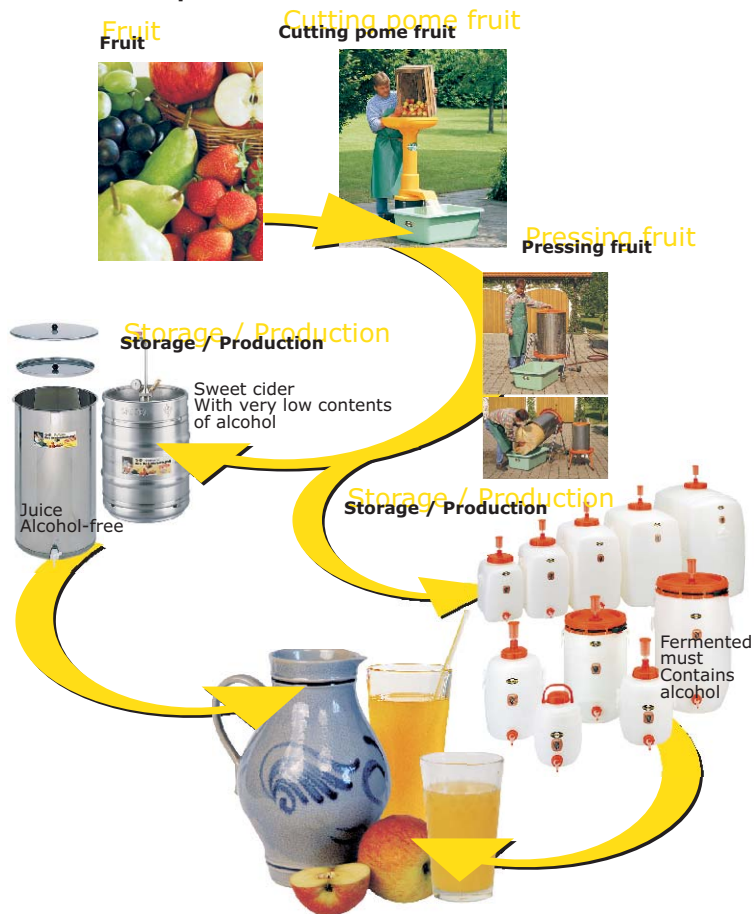 Fruit
Fruit
Cutting pome fruit
Cutting pome fruit
Pressing fruit
Pressing fruit
Storage / Production
Storage / Production
Sweet cider
With very low contents
of alcohol
Juice
Alcohol-free
Storage / Production
Storage / Production
Fermented
must
Contains
alcohol